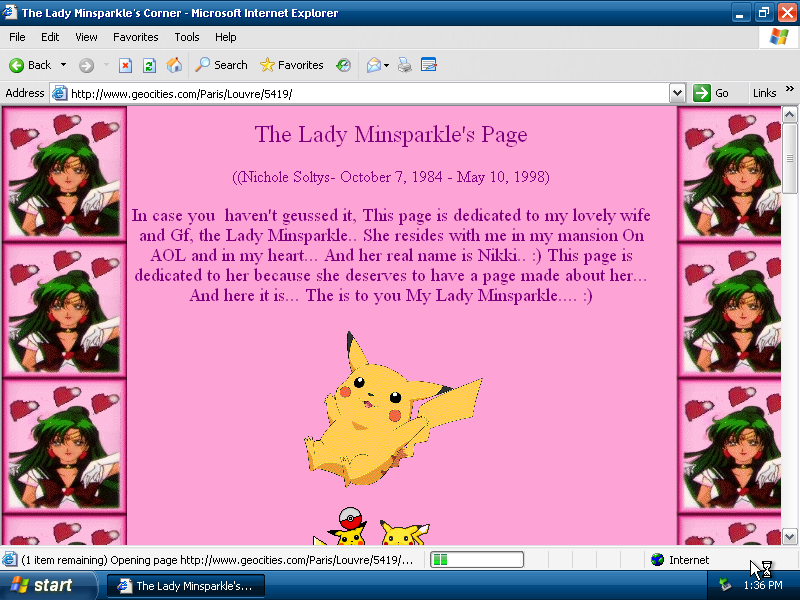 The Lady Minsparkle's Corner - Microsoft Internet Explorer
File Edit View Favorites Tools Help
Back Search Favorites
Address http://www.geocities.com/Paris/Louvre/5419/ Go Links »
The Lady Minsparkle's Page
((Nichole Soltys- October 7, 1984 - May 10, 1998)
In case you haven't geussed it, This page is dedicated to my lovely wife
and Gf, the Lady Minsparkle.. She resides with me in my mansion On
AOL and in my heart... And her real name is Nikki.. :) This page is
dedicated to her because she deserves to have a page made about her...
And here it is... The is to you My Lady Minsparkle.... :)
(1 item remaining) Opening page http://www.geocities.com/Paris/Louvre/5419/... Internet
start The Lady Minsparkle's... 1:36 PM